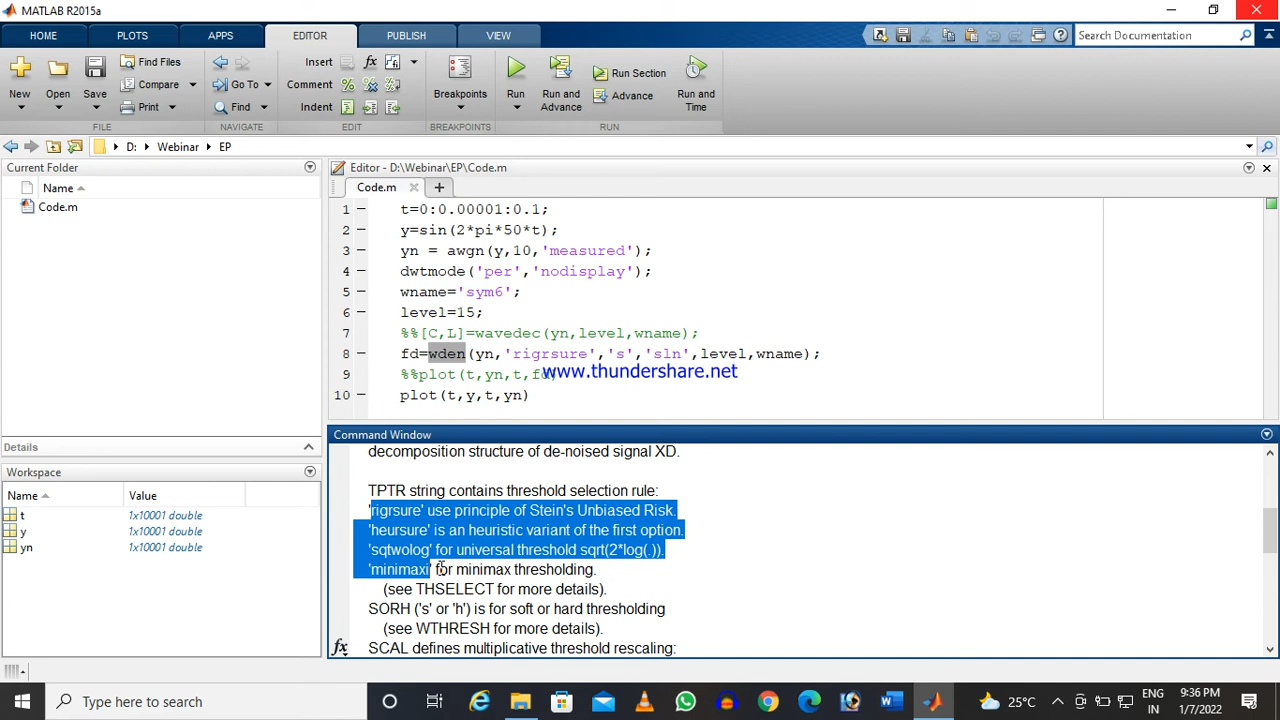 MATLAB R2015a
HOME PLOTS APPS EDITOR PUBLISH VIEW
Search Documentation
New Open Save Find Files Compare Print
Go To Find
Insert fx
Comment % % %
Indent
Breakpoints
Run Run and Advance Run Section Advance Run and Time
FILE NAVIGATE EDIT BREAKPOINTS RUN
D: Webinar EP
Current Folder
Name
Code.m
Details
Workspace
Name Value
t 1x10001 double
y 1x10001 double
yn 1x10001 double
Editor - D:\Webinar\EP\Code.m
Code.m
1 t=0:0.00001:0.1;
2 y=sin(2*pi*50*t);
3 yn = awgn(y,10,'measured');
4 dwtmode('per','nodisplay');
5 wname='sym6';
6 level=15;
7 %%[C,L]=wavedec(yn,level,wname);
8 fd=wden(yn,'rigrsure','s','sln',level,wname);
www.thundershare.net
9 %%plot(t,yn,t,fd)
10 plot(t,y,t,yn)
Command Window
decomposition structure of de-noised signal XD.
TPTR string contains threshold selection rule:
'rigrsure' use principle of Stein's Unbiased Risk.
'heursure' is an heuristic variant of the first option.
'sqtwolog' for universal threshold sqrt(2*log(.)).
'minimaxi' for minimax thresholding.
(see THSELECT for more details).
SORH ('s' or 'h') is for soft or hard thresholding
(see WTHRESH for more details).
SCAL defines multiplicative threshold rescaling:
fx
Type here to search
25°C
ENG
IN
9:36 PM
1/7/2022